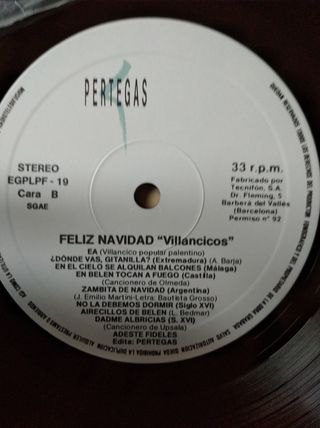 PERTEGAS
STEREO
EGPLPF - 19
Cara B
SGAE
33 r.p.m.
Fabricado por
Tecnifón, S.A.
Dr. Fleming, 5
Barberá del Vallés
(Barcelona)
Permiso nº 92
FELIZ NAVIDAD "Villancicos"
EA (Villancico popular palentino)
¿DÓNDE VAS, GITANILLA? (Extremadura) (A. Barja)
EN EL CIELO SE ALQUILAN BALCONES (Málaga)
EN BELEN TOCAN A FUEGO (Castilla)
(Cancionero de Olmeda)
ZAMBITA DE NAVIDAD (Argentina)
(J. Emilio Martini-Letra: Bautista Grosso)
NO LA DEBEMOS DORMIR (Siglo XVI)
AIRECILLOS DE BELEN (L. Bedmar)
DADME ALBRICIAS (S. XVI)
(Cancionero de Upsala)
ADESTE FIDELES
Edita: PERTEGAS